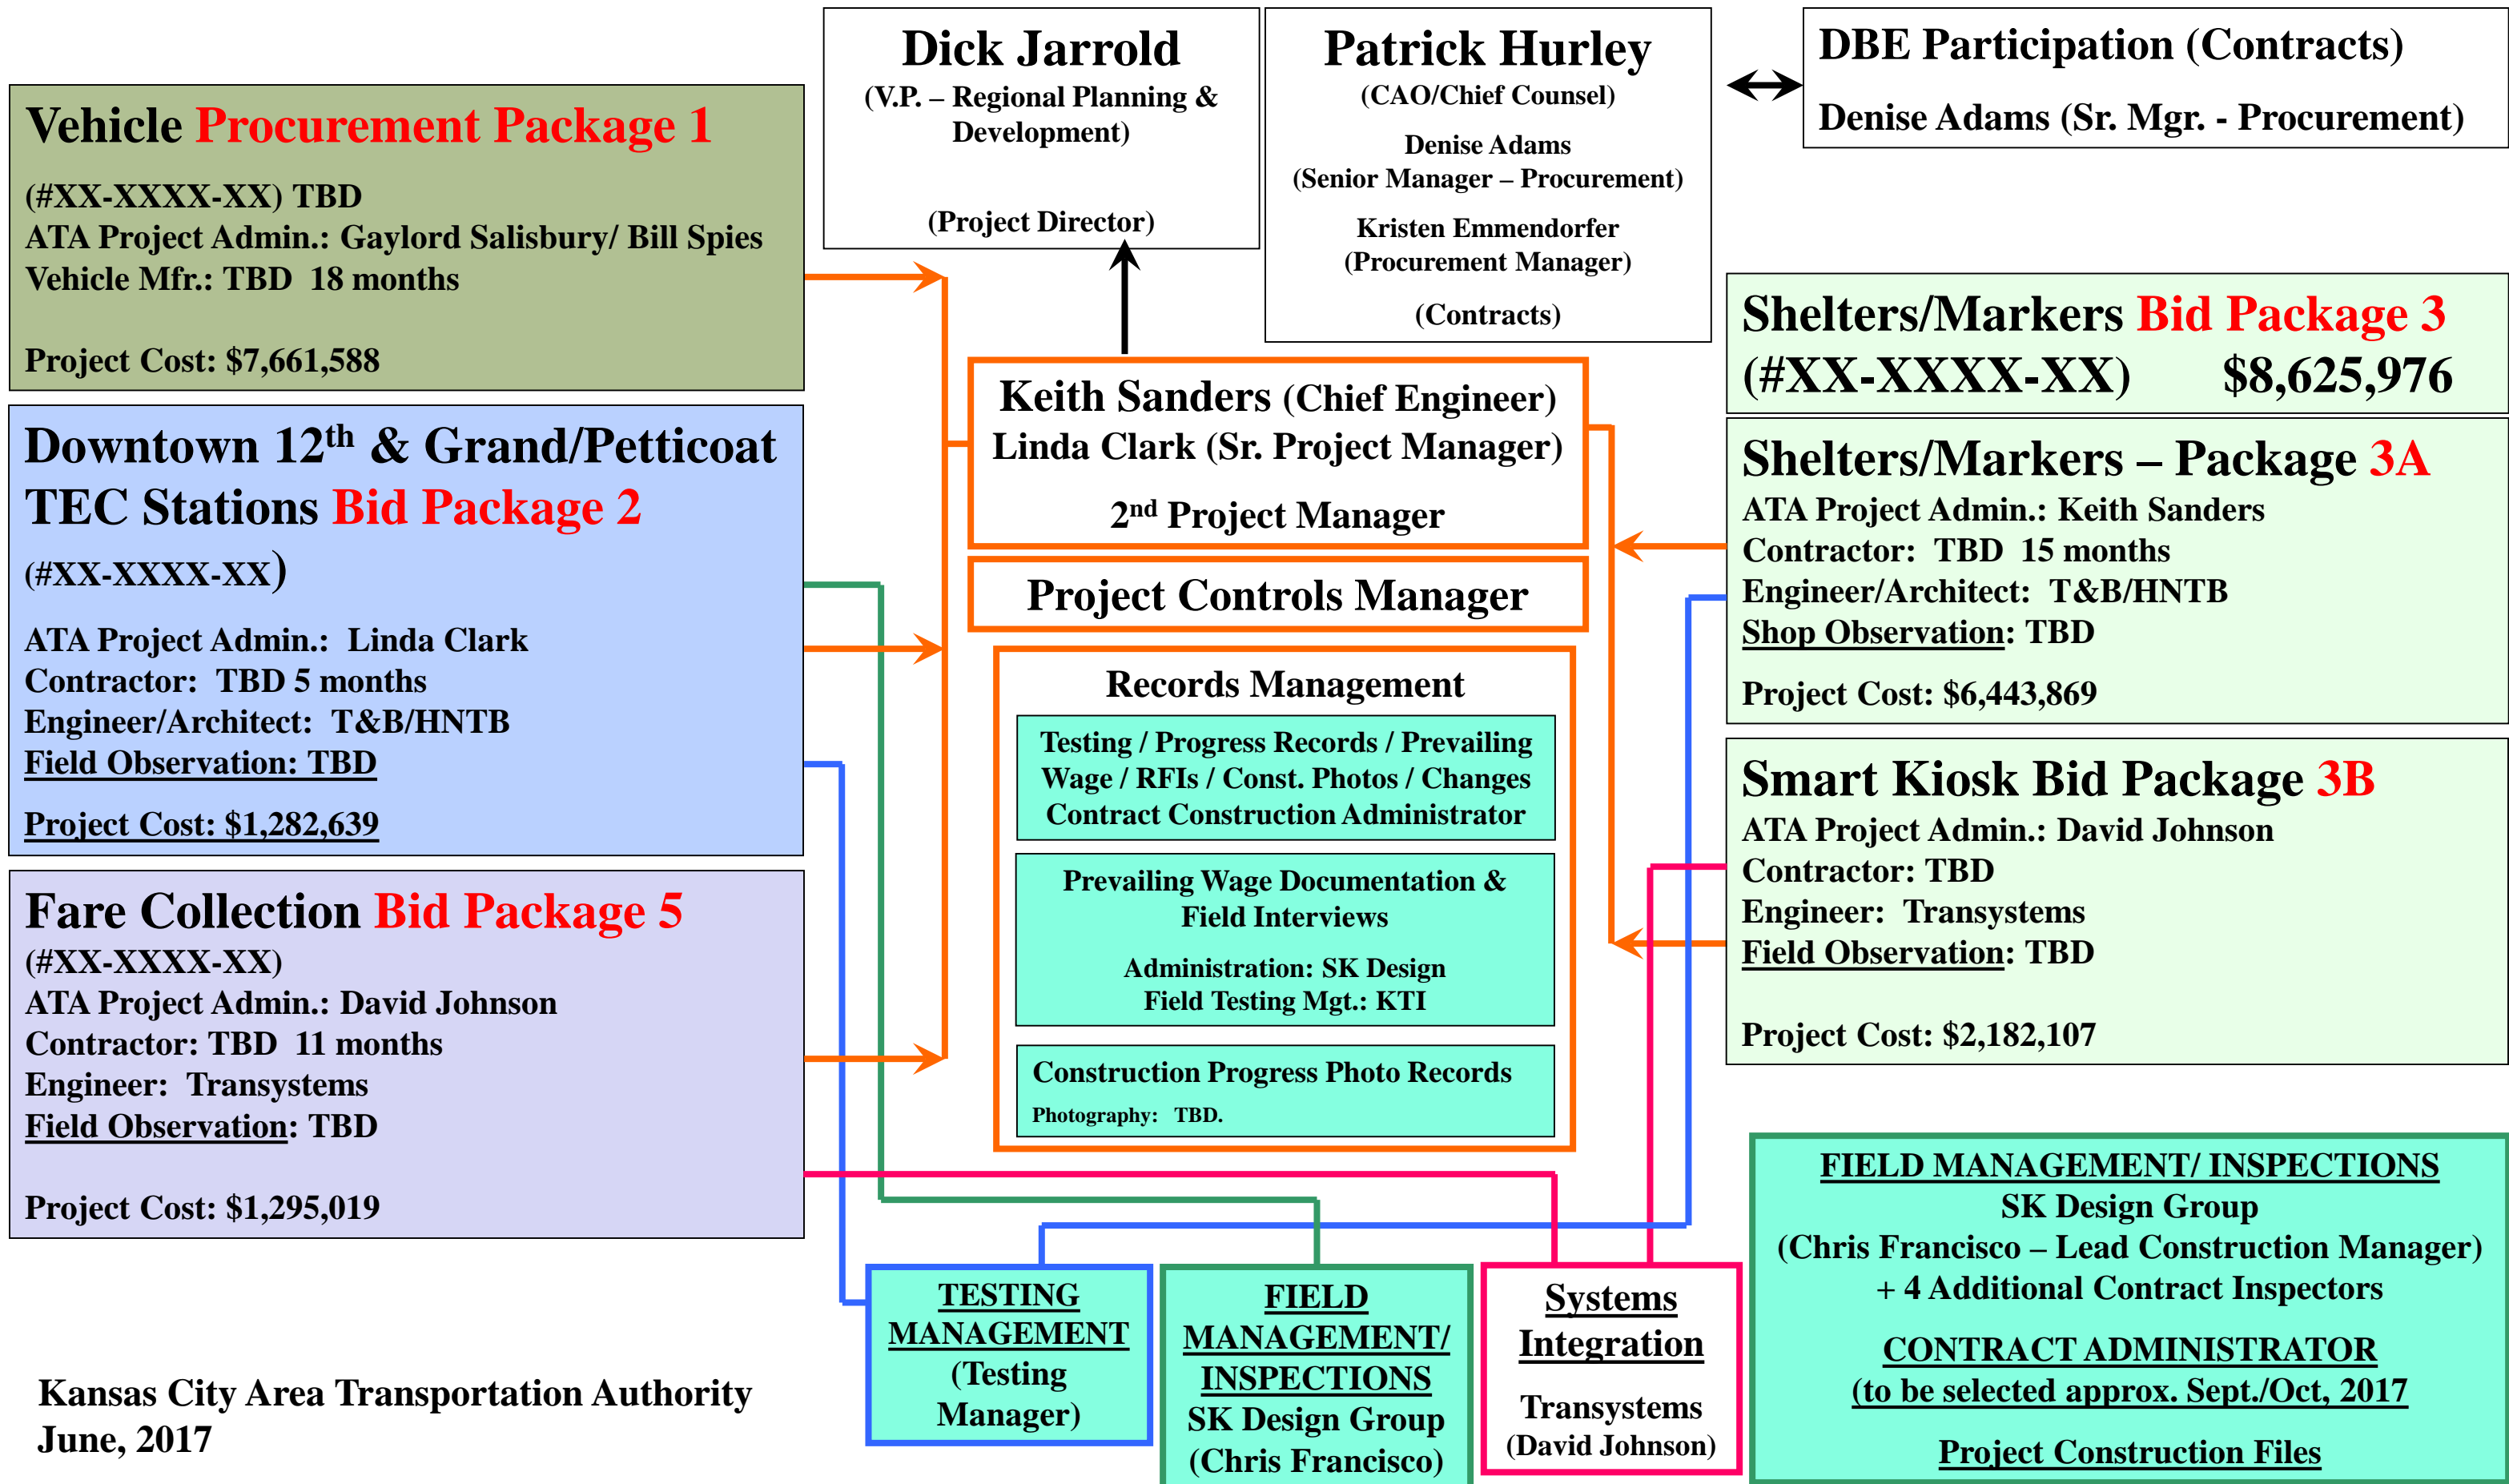 Dick Jarrold
(V.P. – Regional Planning &
Development)
(Project Director)
Patrick Hurley
(CAO/Chief Counsel)
Denise Adams
(Senior Manager – Procurement)
Kristen Emmendorfer
(Procurement Manager)
(Contracts)
DBE Participation (Contracts)
Denise Adams (Sr. Mgr. - Procurement)
Vehicle Procurement Package 1
(#XX-XXXX-XX) TBD
ATA Project Admin.: Gaylord Salisbury/ Bill Spies
Vehicle Mfr.: TBD 18 months
Project Cost: $7,661,588
Downtown 12th & Grand/Petticoat
TEC Stations Bid Package 2
(#XX-XXXX-XX)
ATA Project Admin.: Linda Clark
Contractor: TBD 5 months
Engineer/Architect: T&B/HNTB
Field Observation: TBD
Project Cost: $1,282,639
Fare Collection Bid Package 5
(#XX-XXXX-XX)
ATA Project Admin.: David Johnson
Contractor: TBD 11 months
Engineer: Transystems
Field Observation: TBD
Project Cost: $1,295,019
Keith Sanders (Chief Engineer)
Linda Clark (Sr. Project Manager)
2nd Project Manager
Project Controls Manager
Records Management
Testing / Progress Records / Prevailing
Wage / RFIs / Const. Photos / Changes
Contract Construction Administrator
Prevailing Wage Documentation &
Field Interviews
Administration: SK Design
Field Testing Mgt.: KTI
Construction Progress Photo Records
Photography: TBD.
Shelters/Markers Bid Package 3
(#XX-XXXX-XX) $8,625,976
Shelters/Markers – Package 3A
ATA Project Admin.: Keith Sanders
Contractor: TBD 15 months
Engineer/Architect: T&B/HNTB
Shop Observation: TBD
Project Cost: $6,443,869
Smart Kiosk Bid Package 3B
ATA Project Admin.: David Johnson
Contractor: TBD
Engineer: Transystems
Field Observation: TBD
Project Cost: $2,182,107
TESTING
MANAGEMENT
(Testing
Manager)
FIELD
MANAGEMENT/
INSPECTIONS
SK Design Group
(Chris Francisco)
Systems
Integration
Transystems
(David Johnson)
FIELD MANAGEMENT/ INSPECTIONS
SK Design Group
(Chris Francisco – Lead Construction Manager)
+ 4 Additional Contract Inspectors
CONTRACT ADMINISTRATOR
(to be selected approx. Sept./Oct, 2017
Project Construction Files
Kansas City Area Transportation Authority
June, 2017